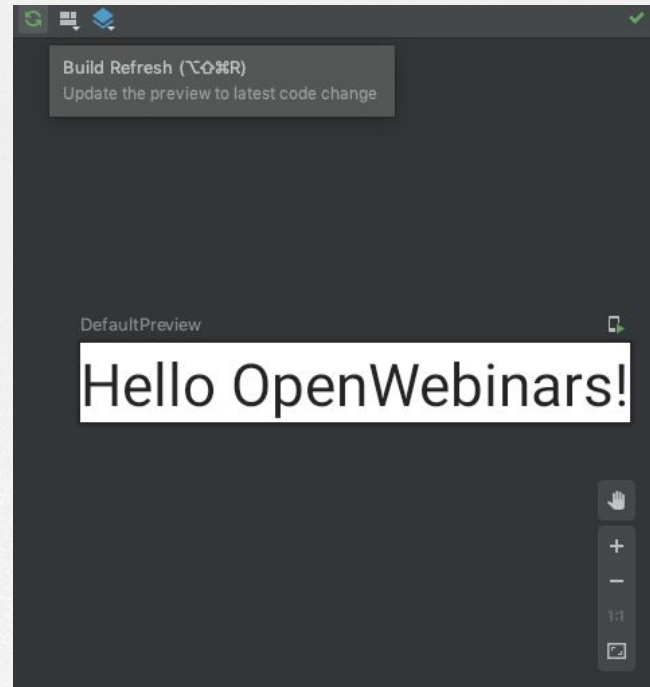 Build Refresh (⌥⇧⌘R)
Update the preview to latest code change
DefaultPreview
Hello OpenWebinars!
1:1